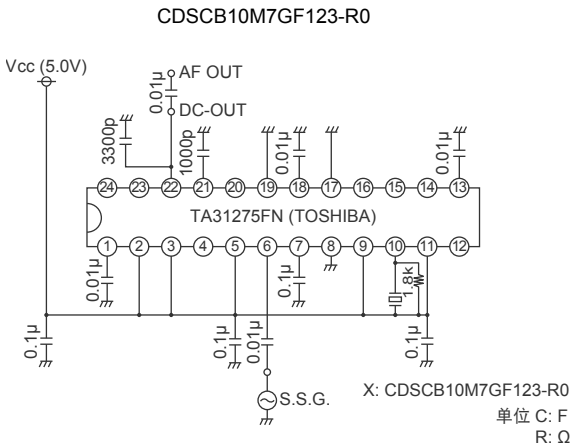 CDSCB10M7GF123-R0
Vcc (5.0V)
AF OUT
0.01μ
DC-OUT
3300p
1000p
0.01μ
0.01μ
24 23 22 21 20 19 18 17 16 15 14 13
TA31275FN (TOSHIBA)
1 2 3 4 5 6 7 8 9 10 11 12
0.01μ
0.1μ
1.8k
0.1μ
0.1μ
0.01μ
0.1μ
S.S.G.
X: CDSCB10M7GF123-R0
单位 C: F
R: Ω